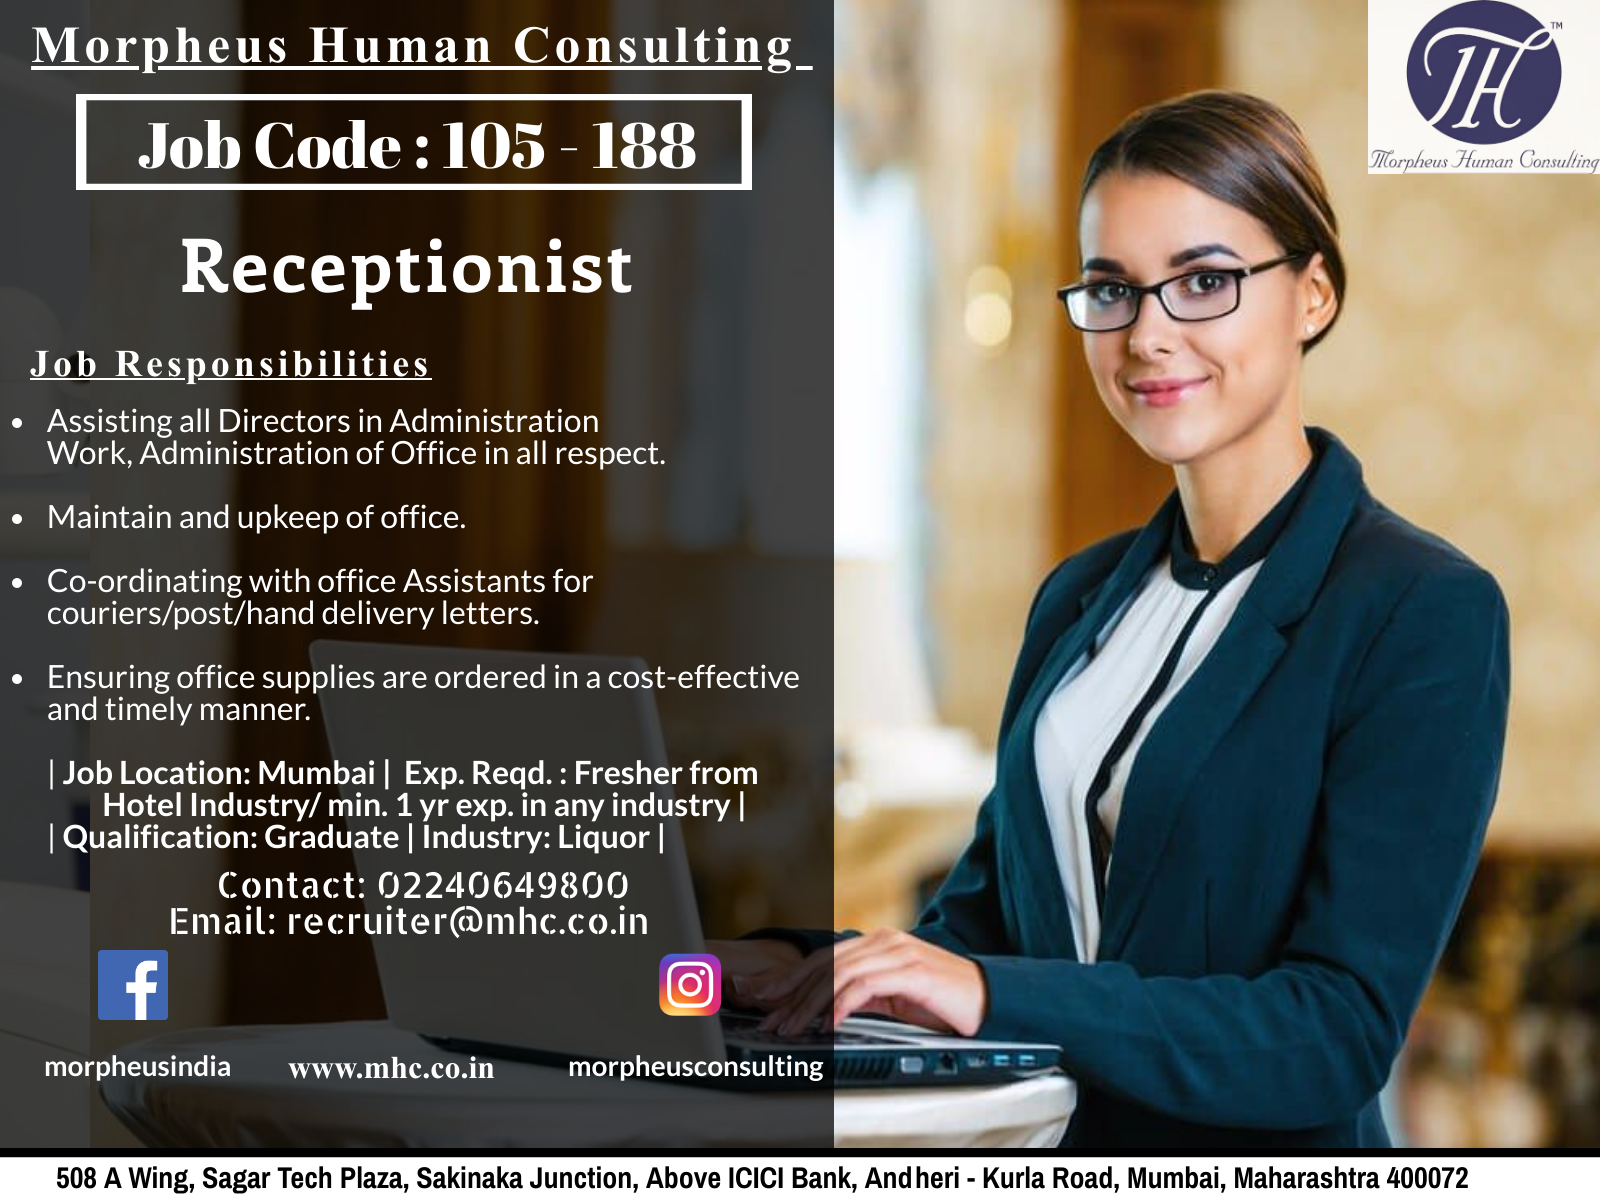 Morpheus Human Consulting
TM
TH
Morpheus Human Consulting
Job Code : 105 - 188
Receptionist
Job Responsibilities
• Assisting all Directors in Administration
Work, Administration of Office in all respect.
• Maintain and upkeep of office.
• Co-ordinating with office Assistants for
couriers/post/hand delivery letters.
• Ensuring office supplies are ordered in a cost-effective
and timely manner.
| Job Location: Mumbai | Exp. Reqd. : Fresher from
Hotel Industry/ min. 1 yr exp. in any industry |
| Qualification: Graduate | Industry: Liquor |
Contact: 02240649800
Email: recruiter@mhc.co.in
morpheusindia
www.mhc.co.in
morpheusconsulting
508 A Wing, Sagar Tech Plaza, Sakinaka Junction, Above ICICI Bank, Andheri - Kurla Road, Mumbai, Maharashtra 400072